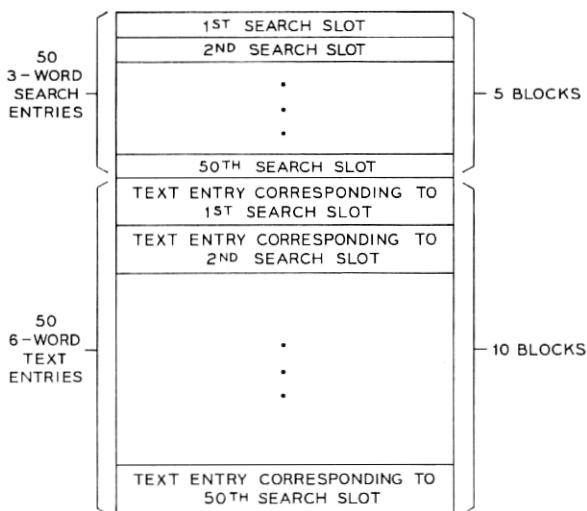 50
3-WORD
SEARCH
ENTRIES
1ST SEARCH SLOT
2ND SEARCH SLOT
50TH SEARCH SLOT
5 BLOCKS
50
6-WORD
TEXT
ENTRIES
TEXT ENTRY CORRESPONDING TO
1ST SEARCH SLOT
TEXT ENTRY CORRESPONDING TO
2ND SEARCH SLOT
TEXT ENTRY CORRESPONDING TO
50TH SEARCH SLOT
10 BLOCKS